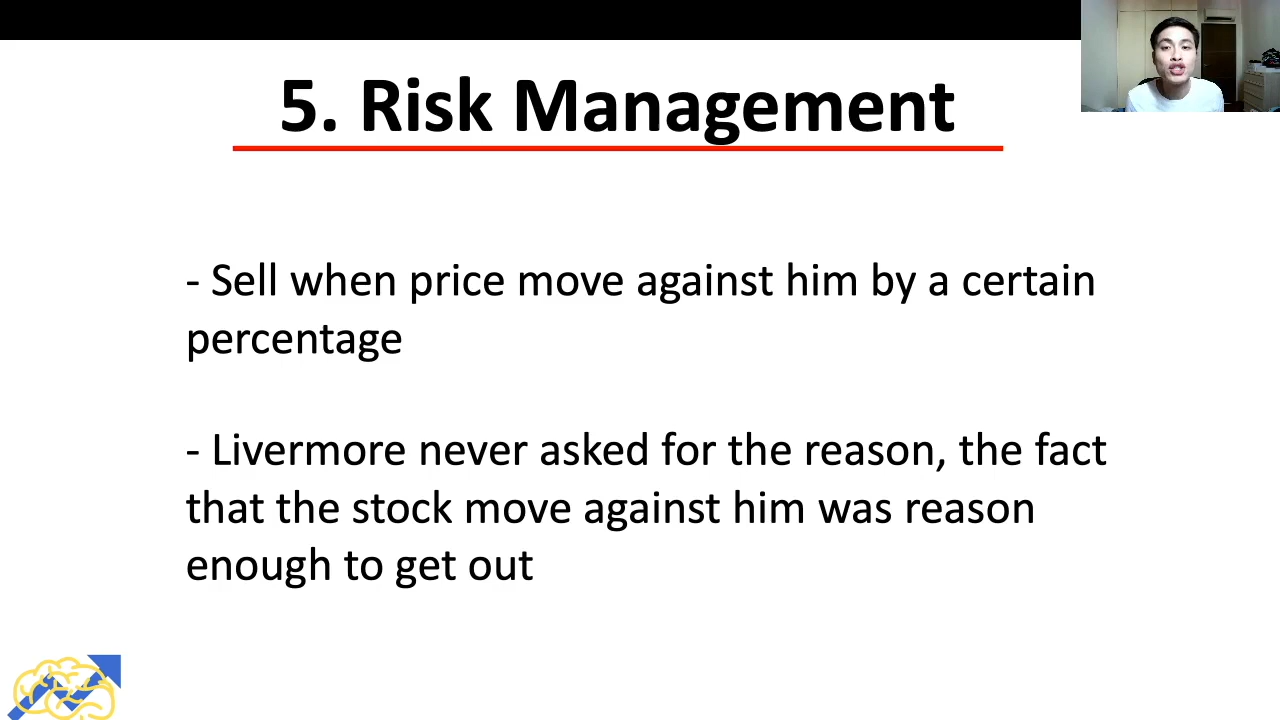 5. Risk Management
- Sell when price move against him by a certain
percentage
- Livermore never asked for the reason, the fact
that the stock move against him was reason
enough to get out